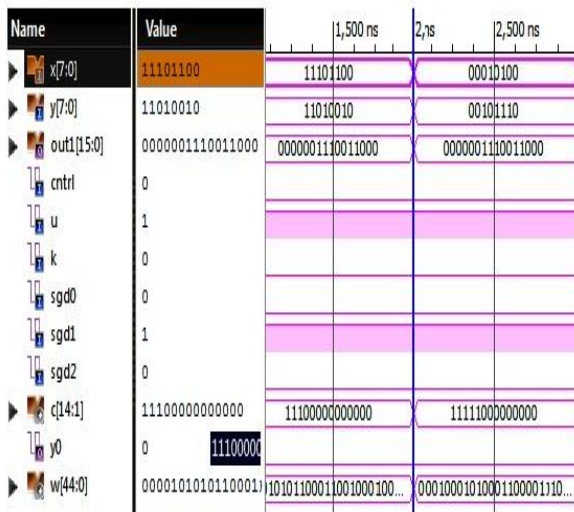 Name Value 1,500 ns 2, ns 2,500 ns
x[7:0] 11101100 11101100 00010100
y[7:0] 11010010 11010010 00101110
out1[15:0] 0000001110011000 0000001110011000 0000001110011000
cntrl 0
u 1
k 0
sgd0 0
sgd1 1
sgd2 0
c[14:1] 11100000000000 11100000000000 11111000000000
y0 0 11100000
w[44:0]